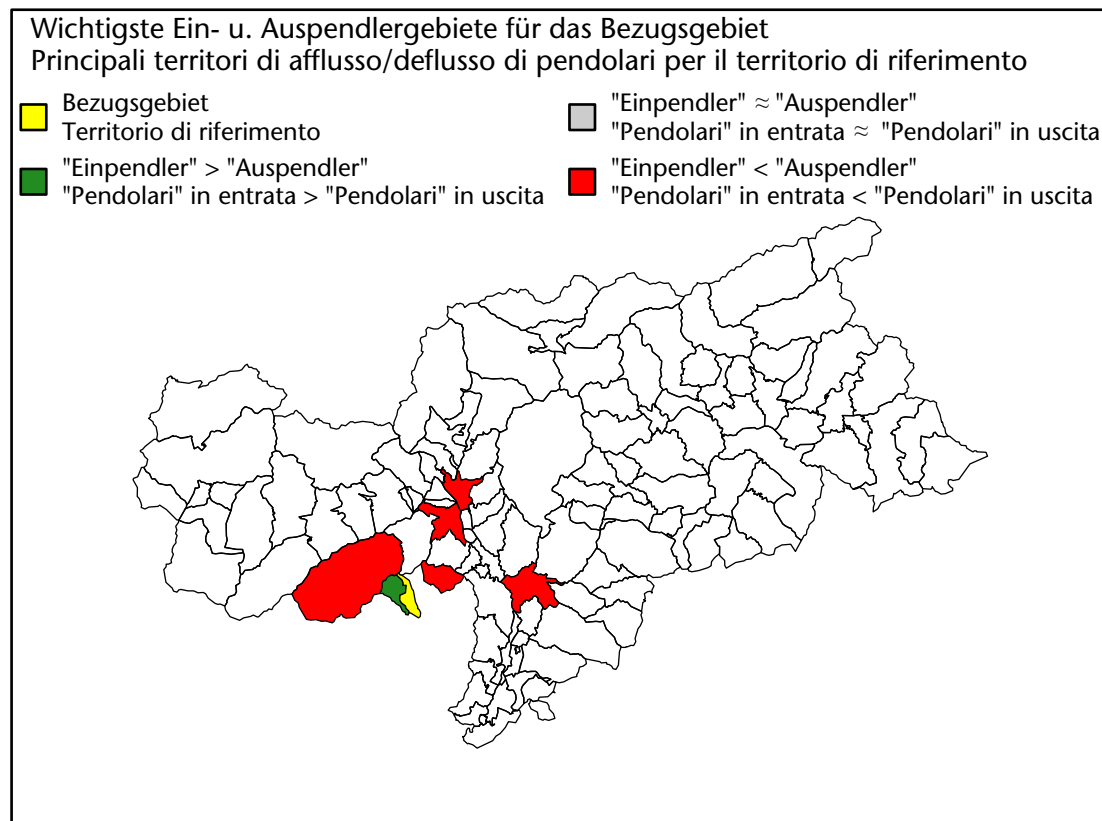 Wichtigste Ein- u. Auspendlergebiete für das Bezugsgebiet
Principali territori di afflusso/deflusso di pendolari per il territorio di riferimento
Bezugsgebiet
Territorio di riferimento
"Einpendler" > "Auspendler"
"Pendolari" in entrata > "Pendolari" in uscita
"Einpendler" ≈ "Auspendler"
"Pendolari" in entrata ≈ "Pendolari" in uscita
"Einpendler" < "Auspendler"
"Pendolari" in entrata < "Pendolari" in uscita